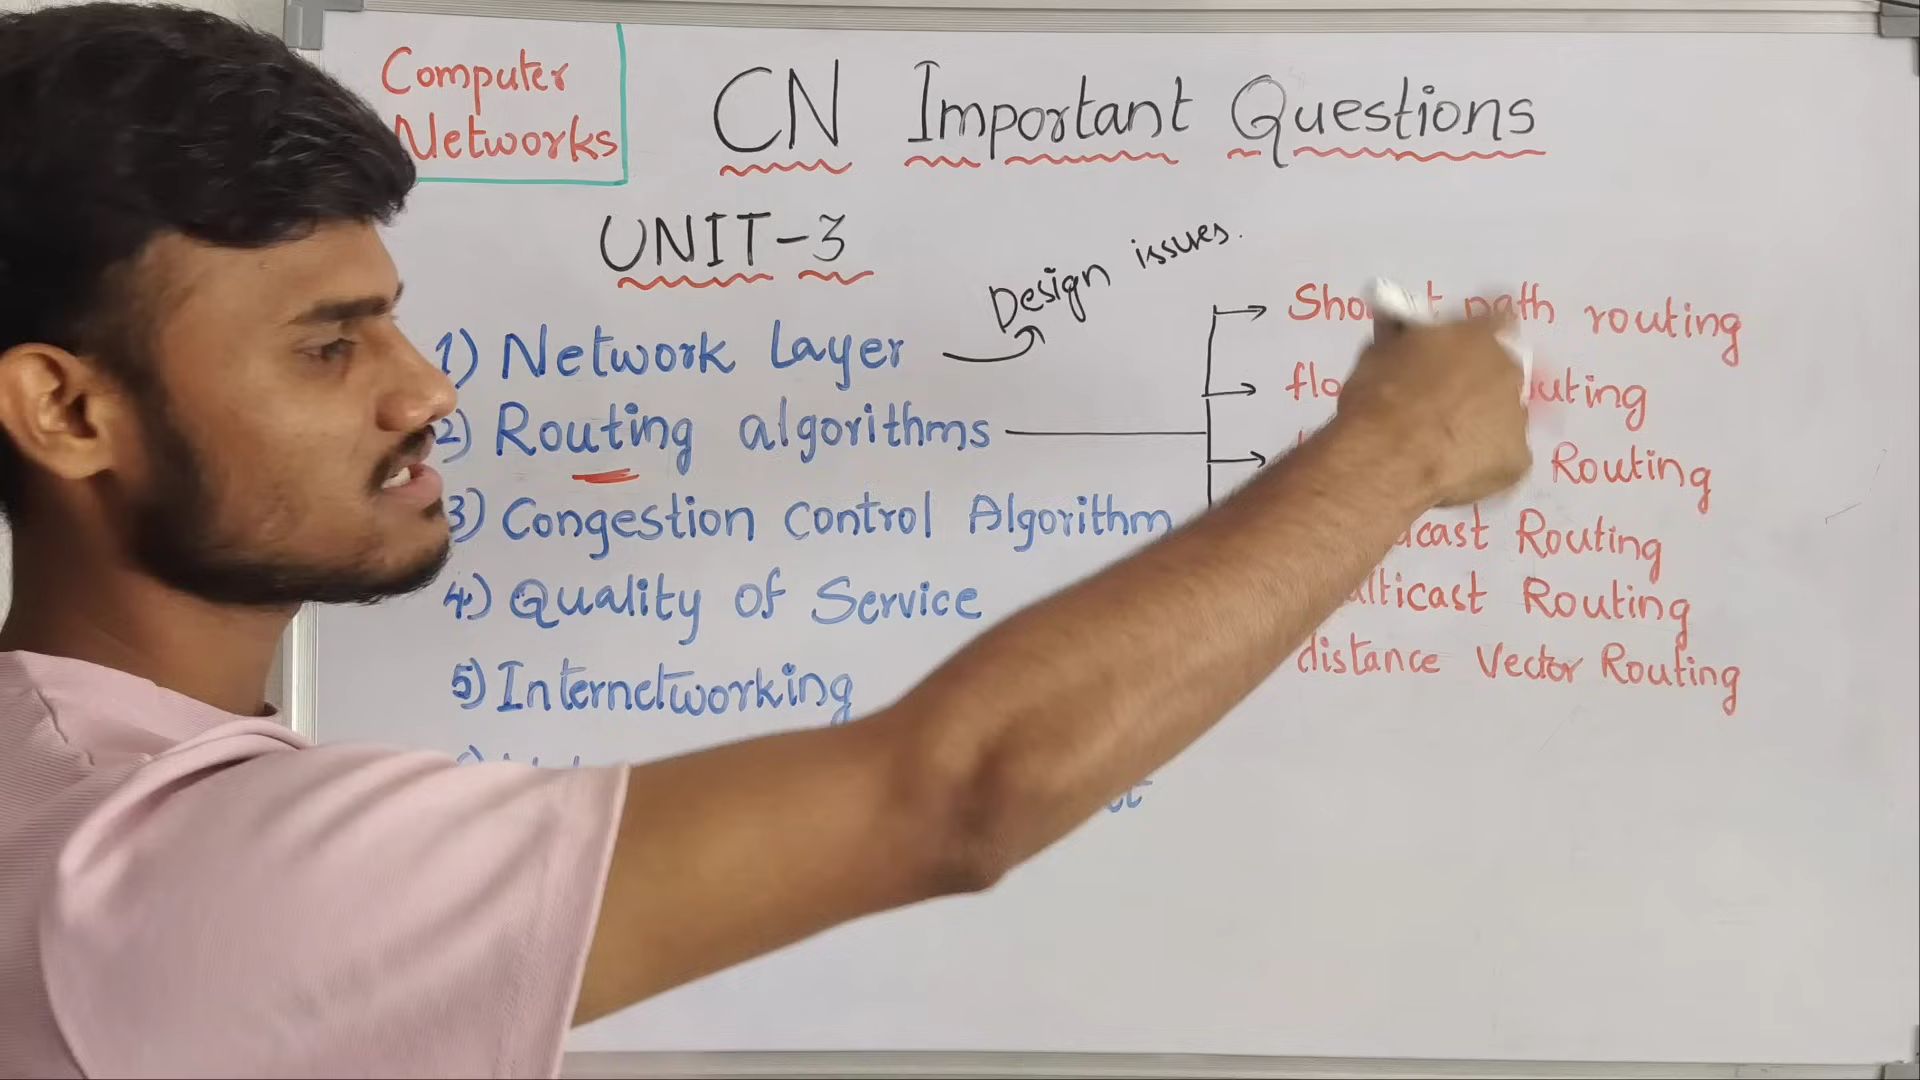 Computer
Networks
CN Important Questions
UNIT-3
Design issues.
1) Network Layer
2) Routing algorithms
3) Congestion Control Algorithm
4) Quality of Service
5) Internetworking
path routing
Routing
Routing
distance Vector Routing